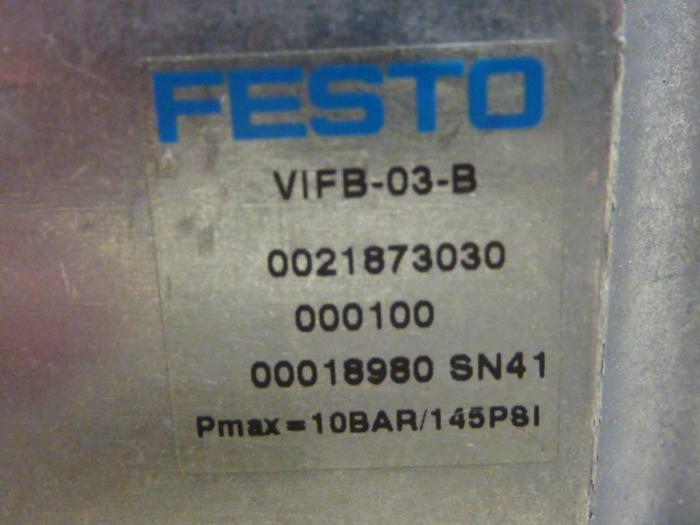 FESTO
VIFB-03-B
0021873030
000100
00018980 SN41
Pmax=10BAR/145PSI